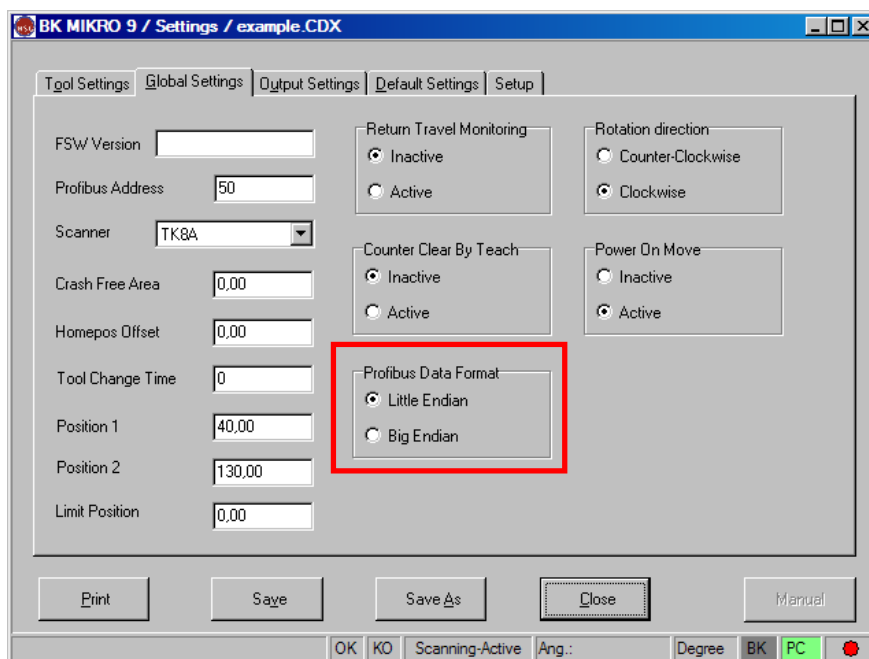 BK MIKRO 9 / Settings / example.CDX
Tool Settings Global Settings Output Settings Default Settings Setup
FSW Version
Profibus Address 50
Scanner TK8A
Crash Free Area 0,00
Homepos Offset 0,00
Tool Change Time 0
Position 1 40,00
Position 2 130,00
Limit Position 0,00
Return Travel Monitoring
Inactive
Active
Counter Clear By Teach
Inactive
Active
Profibus Data Format
Little Endian
Big Endian
Rotation direction
Counter-Clockwise
Clockwise
Power On Move
Inactive
Active
Print Save Save As Close Manual
OK KO Scanning-Active Ang.: Degree BK PC